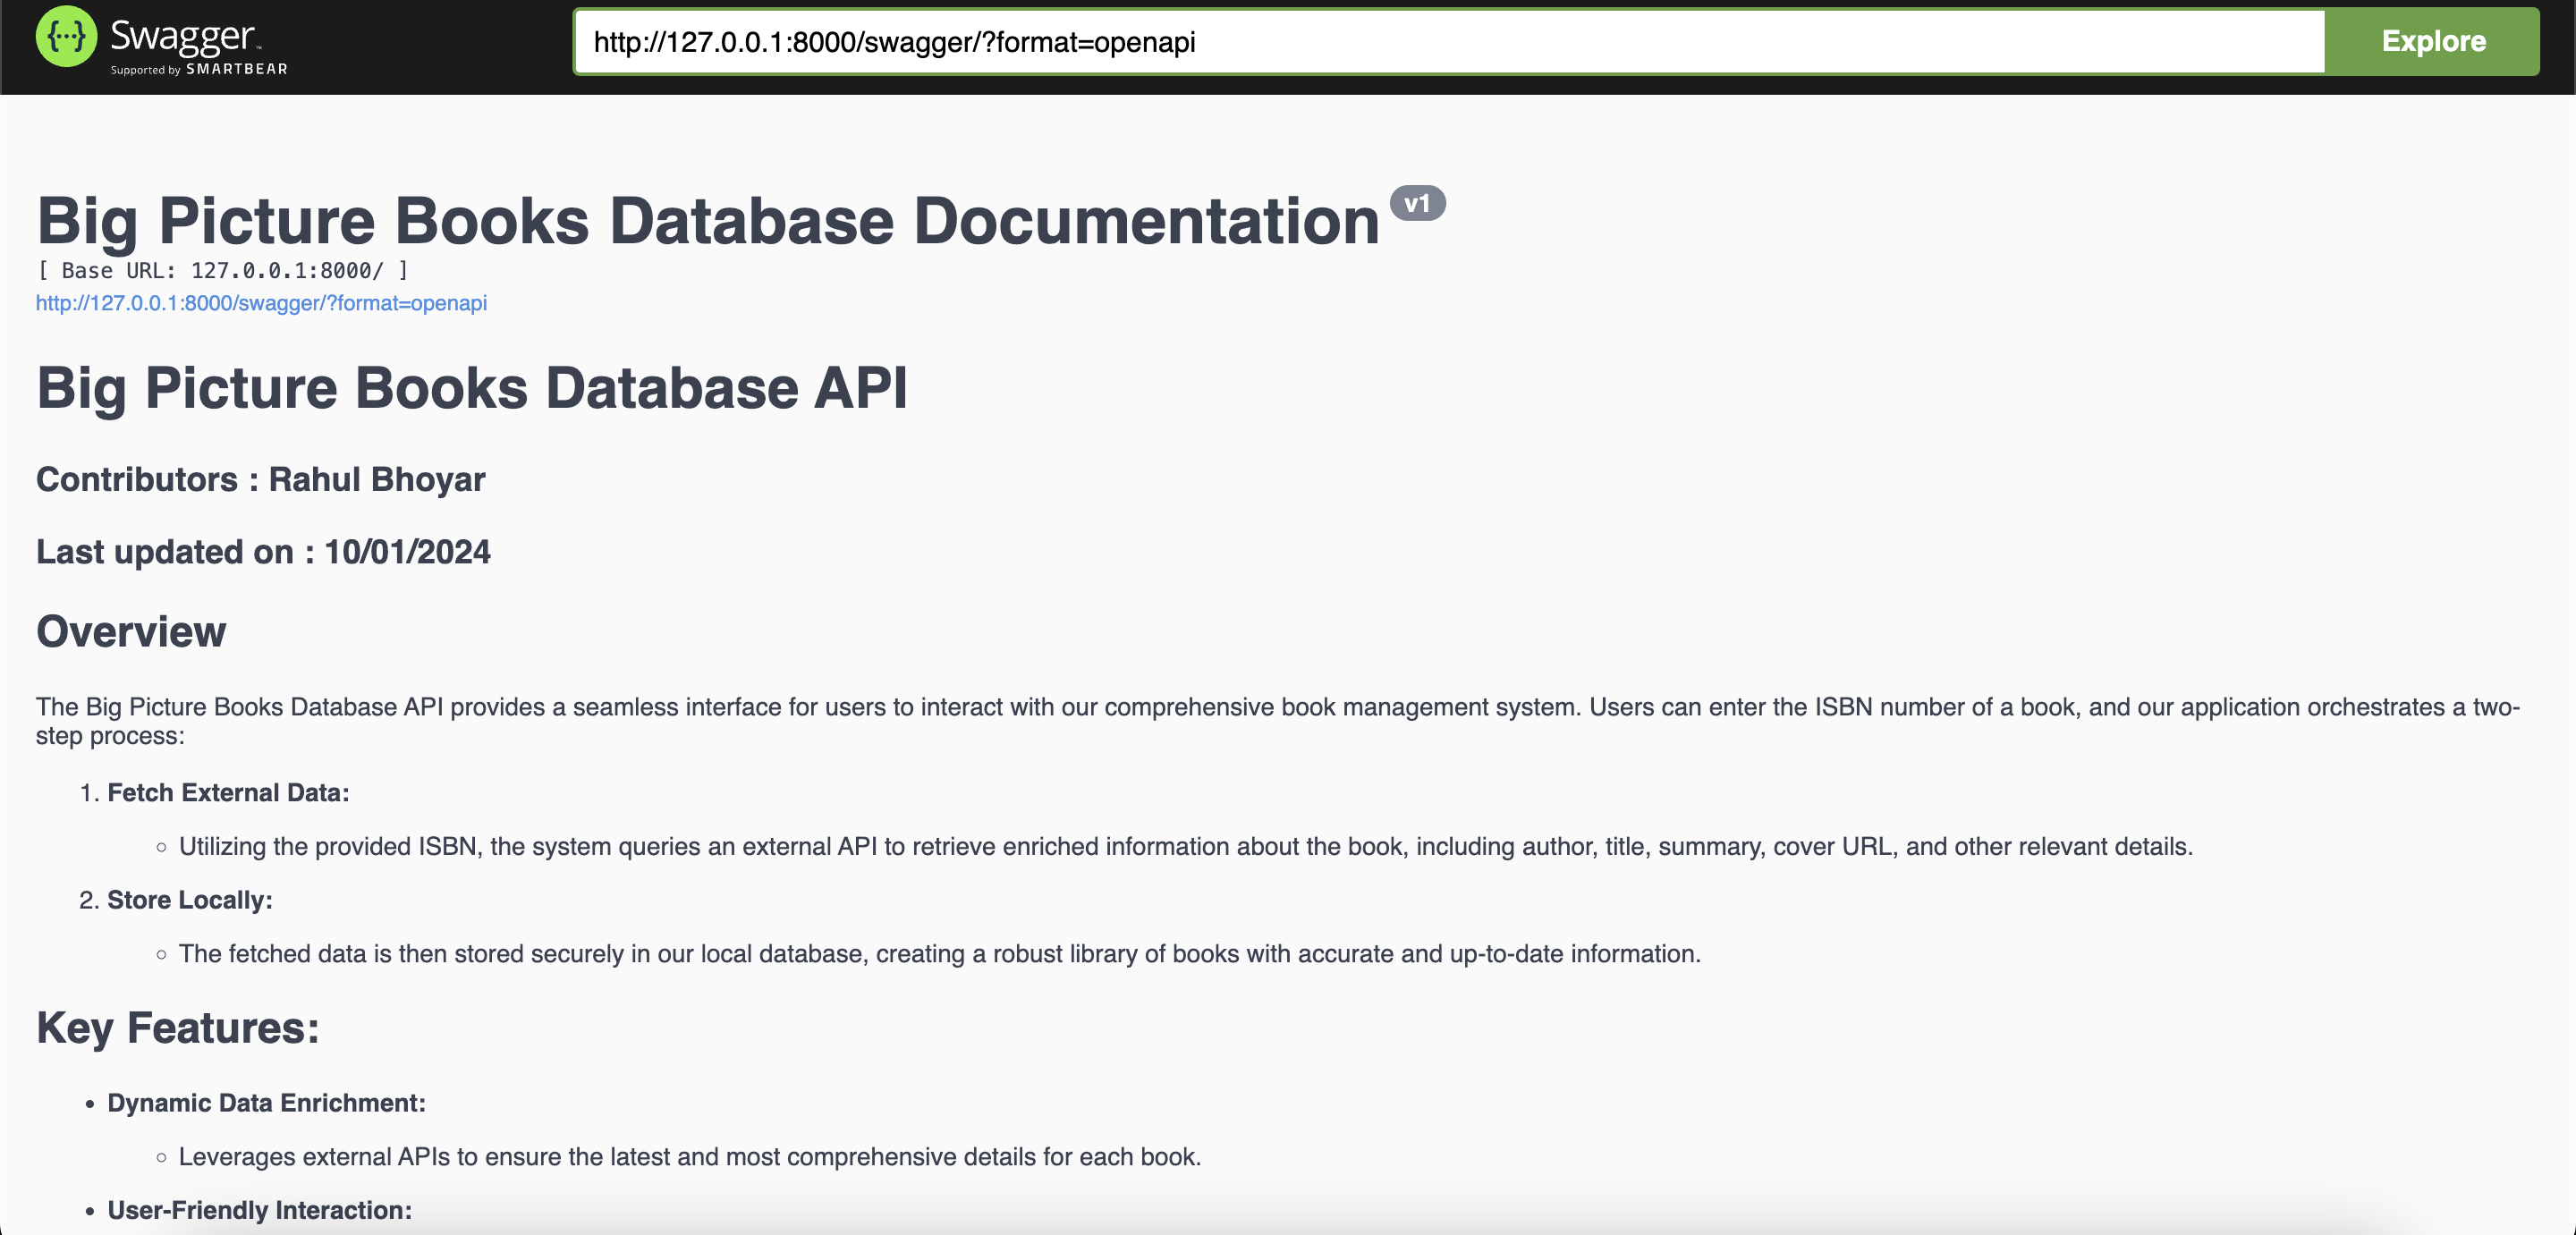 Swagger™
Supported by SMARTBEAR
http://127.0.0.1:8000/swagger/?format=openapi
Explore
Big Picture Books Database Documentation v1
[ Base URL: 127.0.0.1:8000/ ]
http://127.0.0.1:8000/swagger/?format=openapi
Big Picture Books Database API
Contributors : Rahul Bhoyar
Last updated on : 10/01/2024
Overview
The Big Picture Books Database API provides a seamless interface for users to interact with our comprehensive book management system. Users can enter the ISBN number of a book, and our application orchestrates a two-
step process:
1. Fetch External Data:
Utilizing the provided ISBN, the system queries an external API to retrieve enriched information about the book, including author, title, summary, cover URL, and other relevant details.
2. Store Locally:
The fetched data is then stored securely in our local database, creating a robust library of books with accurate and up-to-date information.
Key Features:
Dynamic Data Enrichment:
Leverages external APIs to ensure the latest and most comprehensive details for each book.
User-Friendly Interaction: